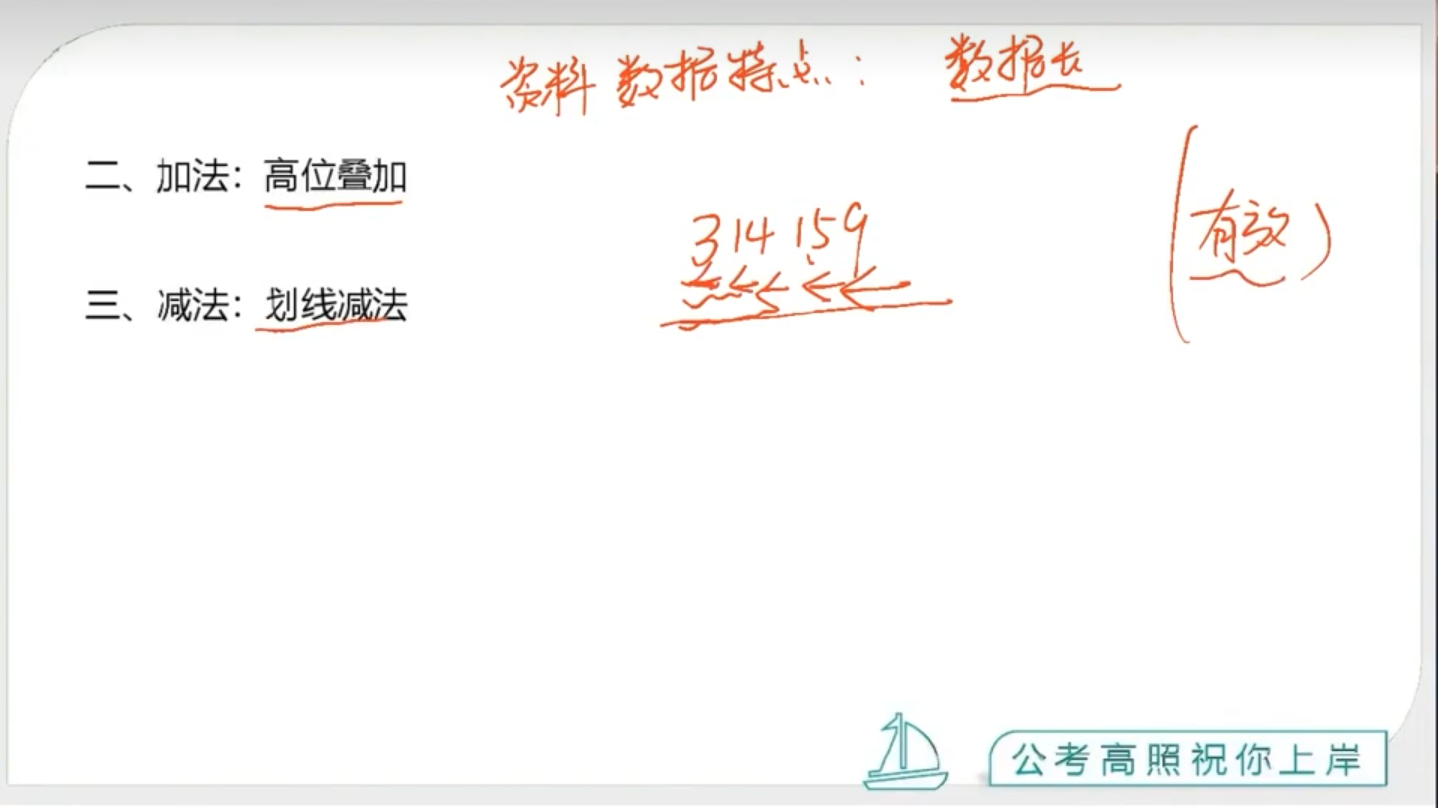 资料数据特点：数据长
二、加法：高位叠加
314159
（有效）
三、减法：划线减法
公考高照祝你上岸